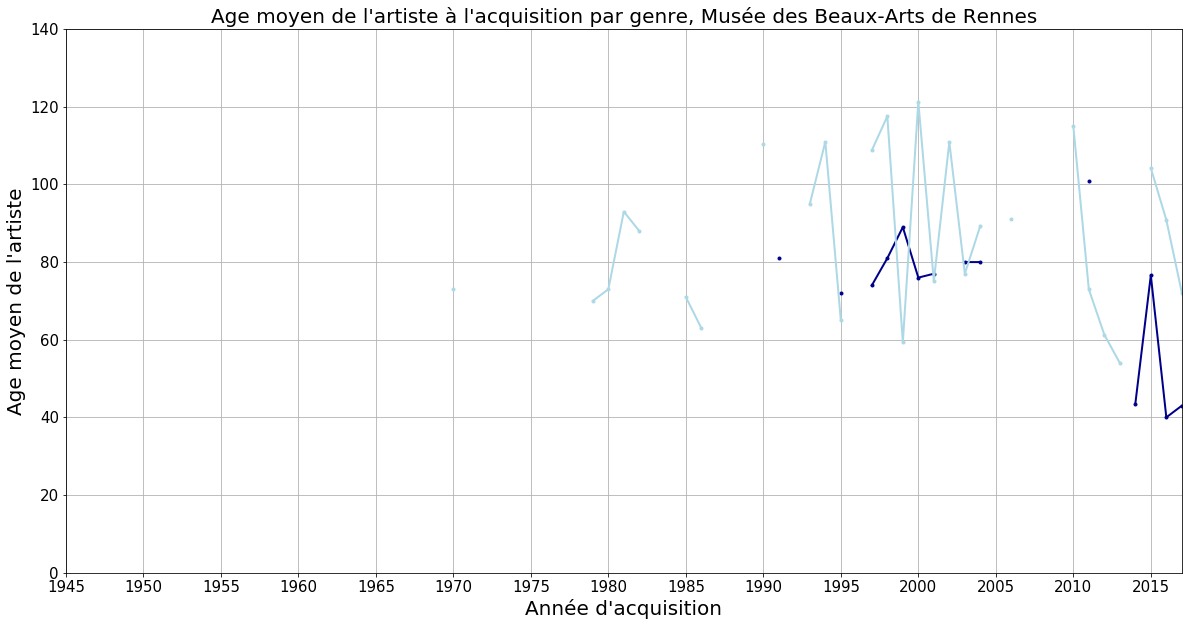 Age moyen de l'artiste à l'acquisition par genre, Musée des Beaux-Arts de Rennes
140
120
100
80
60
40
20
0
Age moyen de l'artiste
1945 1950 1955 1960 1965 1970 1975 1980 1985 1990 1995 2000 2005 2010 2015
Année d'acquisition